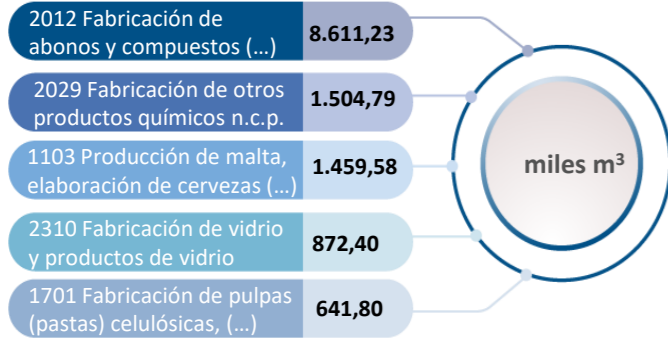 2012 Fabricación de
abonos y compuestos (…)
8.611,23
2029 Fabricación de otros
productos químicos n.c.p.
1.504,79
1103 Producción de malta,
elaboración de cervezas (…)
1.459,58
2310 Fabricación de vidrio
y productos de vidrio
872,40
1701 Fabricación de pulpas
(pastas) celulósicas, (…)
641,80
miles m³